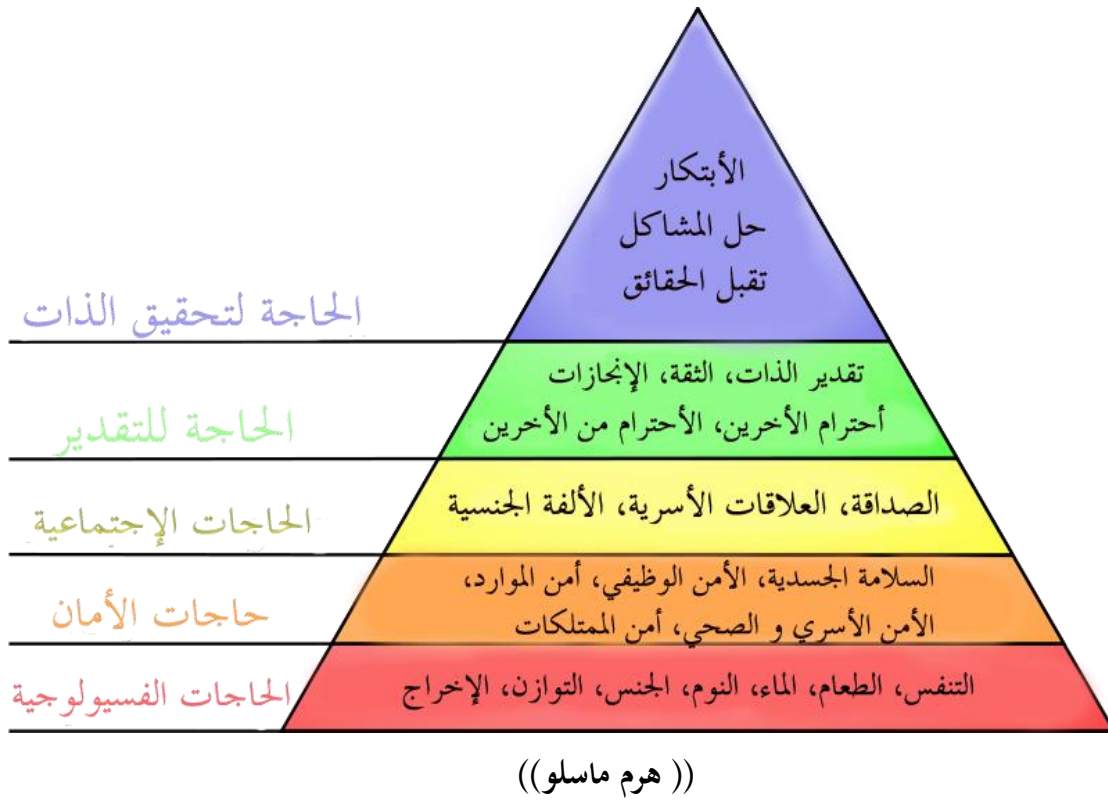 الأبتكار
حل المشاكل
تقبل الحقائق
الحاجة لتحقيق الذات
تقدير الذات، الثقة، الإنجازات
أحترام الأخرين، الأحترام من الأخرين
الحاجة للتقدير
الصداقة، العلاقات الأسرية، الألفة الجنسية
الحاجات الإجتماعية
السلامة الجسدية، الأمن الوظيفي، أمن الموارد،
الأمن الأسري و الصحي، أمن الممتلكات
حاجات الأمان
التنفس، الطعام، الماء، النوم، الجنس، التوازن، الإخراج
الحاجات الفسيولوجية
(( هرم ماسلو))